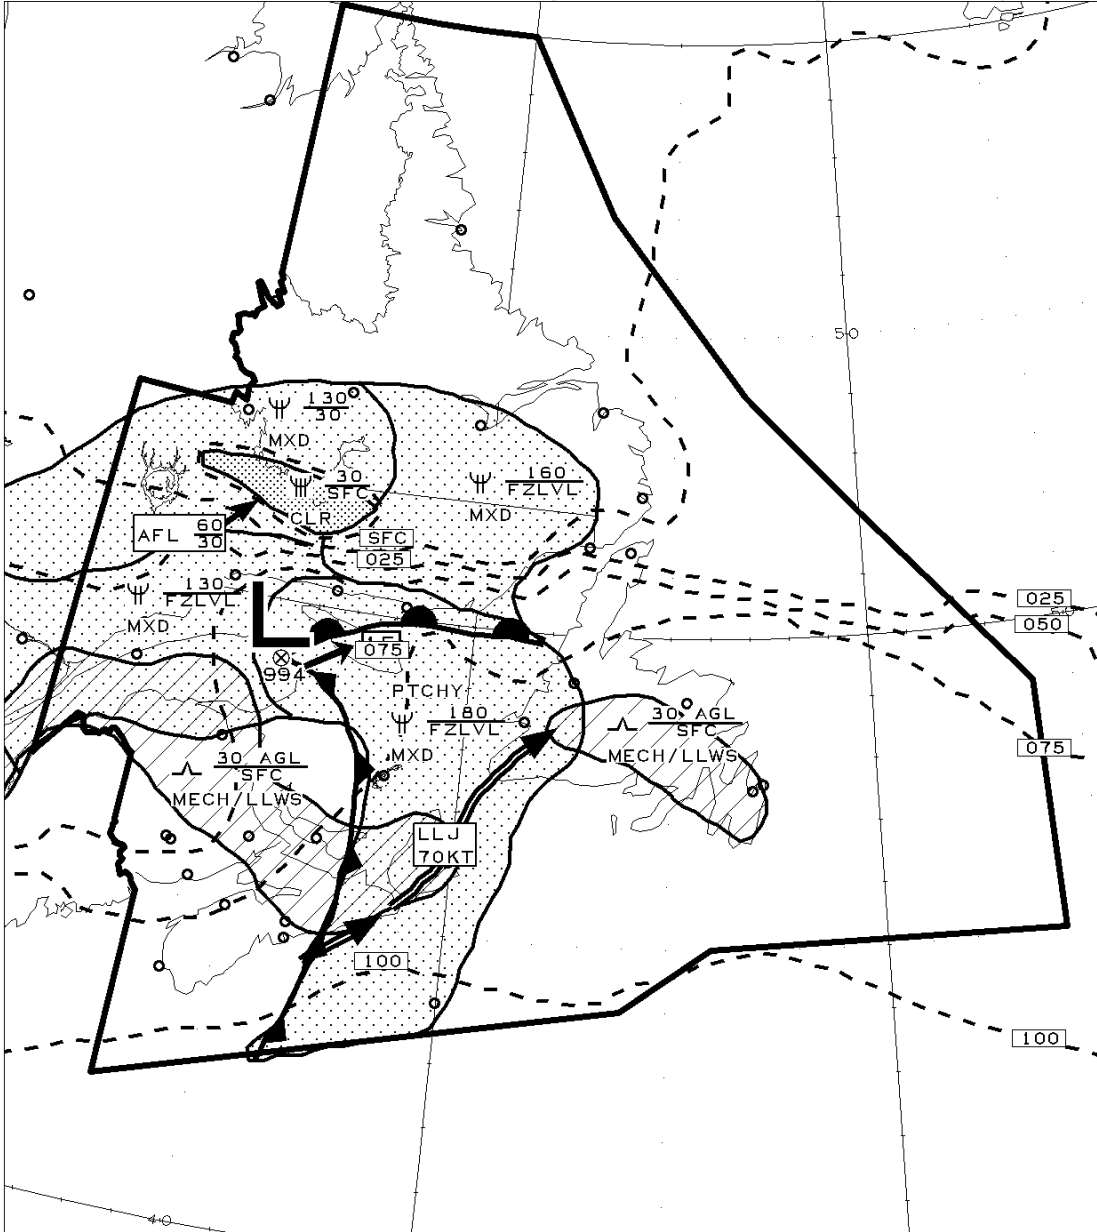 50
130
30
MXD
160
FZLVL
MXD
30
SFC
CLR
AFL 60
30
SFC
025
130
FZLVL
MXD
025
050
L
075
994
PTCHY
180
FZLVL
MXD
30 AGL
SFC
MECH/LLWS
075
30 AGL
SFC
MECH/LLWS
LLJ
70KT
100
100
40